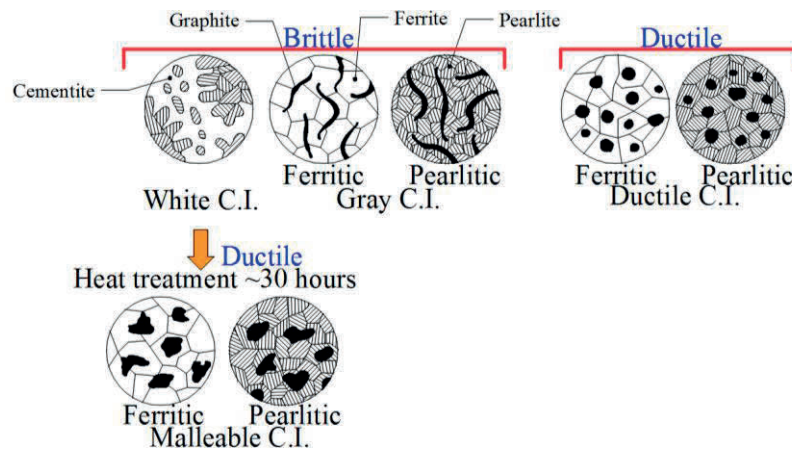 Graphite
Ferrite
Pearlite
Brittle
Ductile
Cementite
Ferritic
Pearlitic
White C.I.
Gray C.I.
Ferritic
Pearlitic
Ductile C.I.
Ductile
Heat treatment ~30 hours
Ferritic
Pearlitic
Malleable C.I.